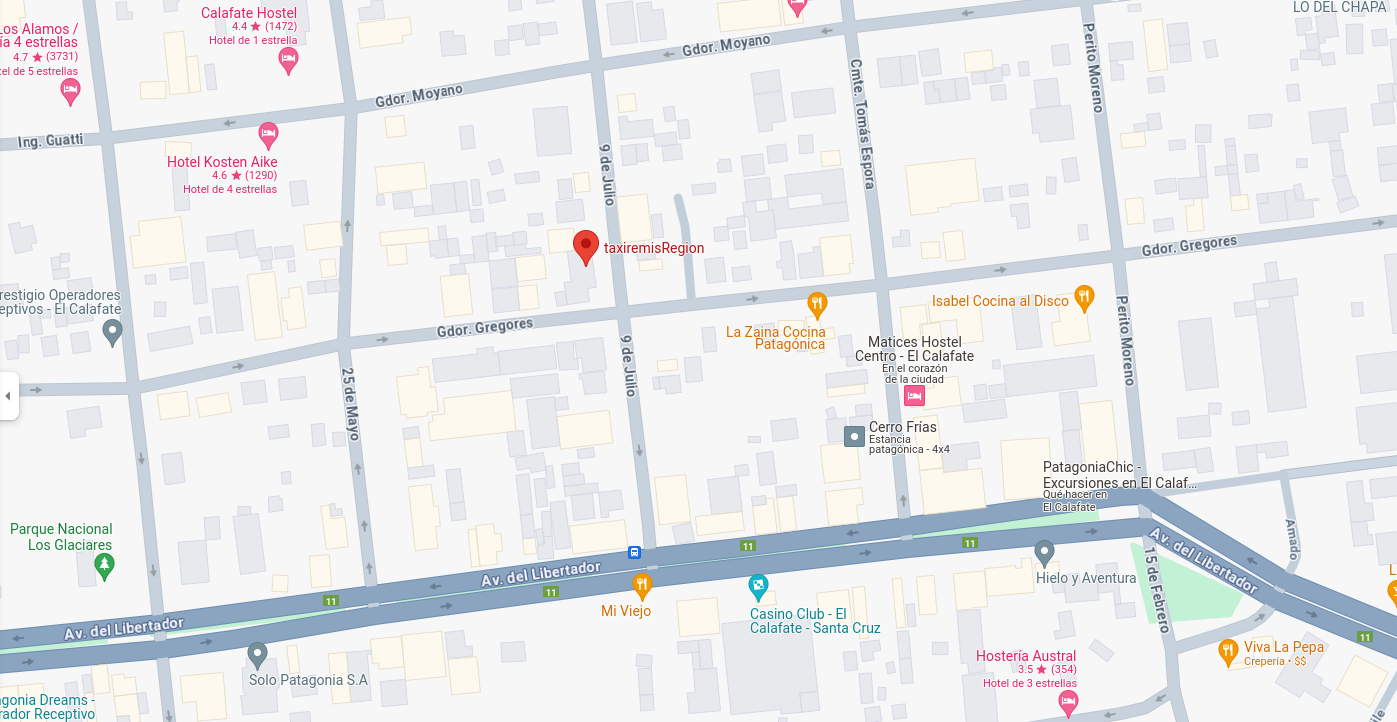 LO DEL CHAPA
Calafate Hostel
4.4 ★ (1472)
Hotel de 1 estrella
Los Alamos /
ía 4 estrellas
4.7 ★ (3731)
el de 5 estrellas
Gdor. Moyano
Perito Moreno
Cmte. Tomás Espora
Gdor. Moyano
Ing. Guatti
Hotel Kosten Aike
4.6 ★ (1290)
Hotel de 4 estrellas
9 de Julio
taxiremisRegion
Gdor. Gregores
restigio Operadores
eptivos - El Calafate
Isabel Cocina al Disco
La Zaina Cocina
Patagónica
Gdor. Gregores
Perito Moreno
9 de Julio
Matices Hostel
Centro - El Calafate
En el corazón
de la ciudad
25 de Mayo
Cerro Frías
Estancia
patagónica - 4x4
PatagoniaChic -
Excursiones en El Calaf...
Qué hacer en
El Calafate
Parque Nacional
Los Glaciares
Amado
11
11
Av. del Libertador
Av. del Libertador
15 de Febrero
Hielo y Aventura
11
11
Mi Viejo
Casino Club - El
Calafate - Santa Cruz
Av. del Libertador
11
Viva La Pepa
Crepería • $$
Hostería Austral
3.5 ★ (354)
Hotel de 3 estrellas
Solo Patagonia S.A
agonia Dreams -
rador Receptivo